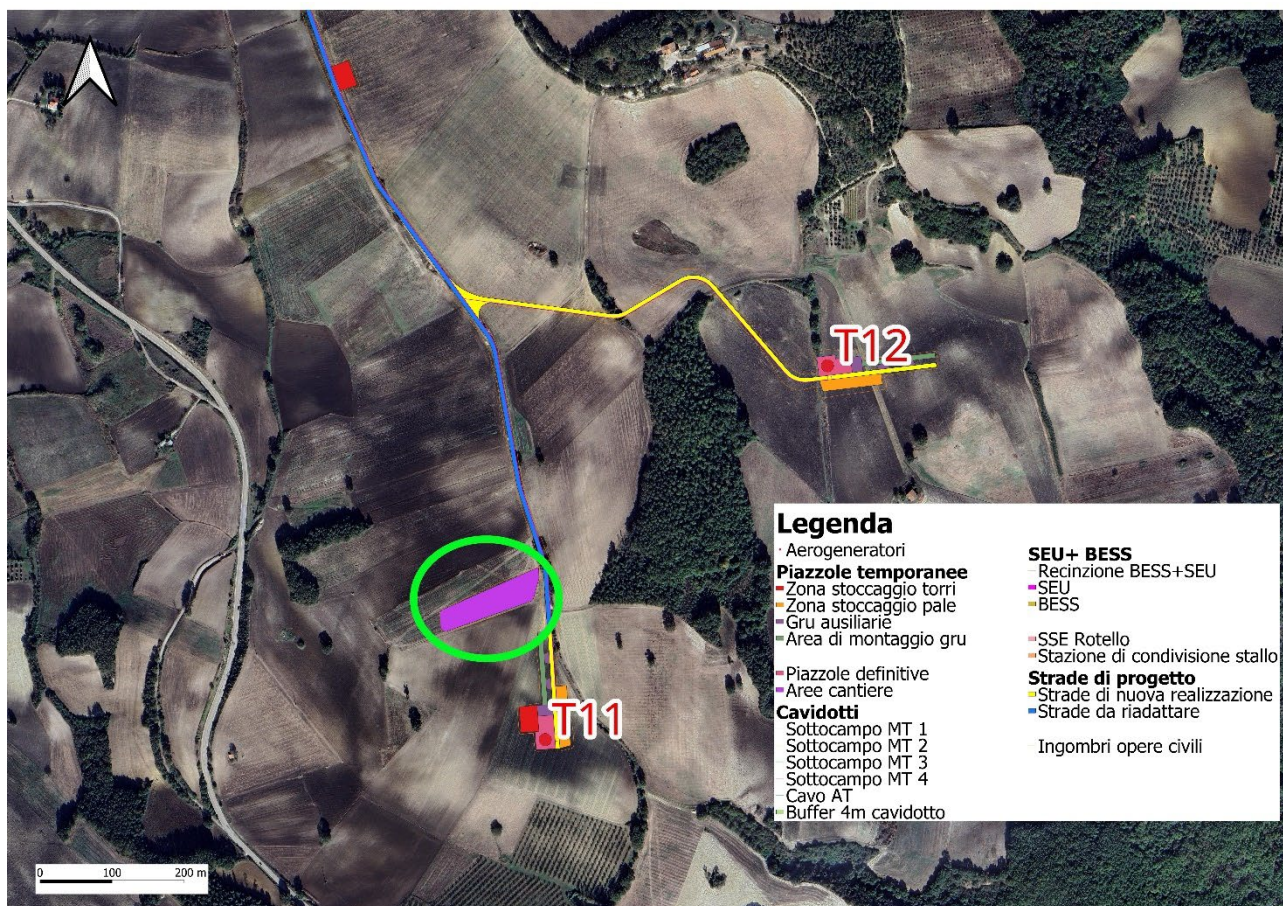 T12
T11
Legenda
Aerogeneratori
Piazzole temporanee
Zona stoccaggio torri
Zona stoccaggio pale
Gru ausiliarie
Area di montaggio gru
Piazzole definitive
Aree cantiere
Cavidotti
Sottocampo MT 1
Sottocampo MT 2
Sottocampo MT 3
Sottocampo MT 4
Cavo AT
Buffer 4m cavidotto
SEU+ BESS
Recinzione BESS+SEU
SEU
BESS
SSE Rotello
Stazione di condivisione stallo
Strade di progetto
Strade di nuova realizzazione
Strade da riadattare
Ingombri opere civili
0 100 200 m